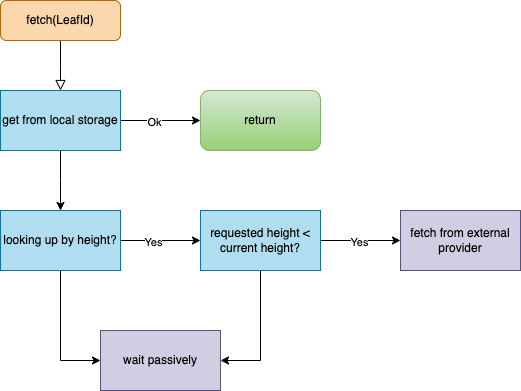 fetch(LeafId)
get from local storage
Ok
return
looking up by height?
Yes
requested height <
current height?
Yes
fetch from external
provider
wait passively